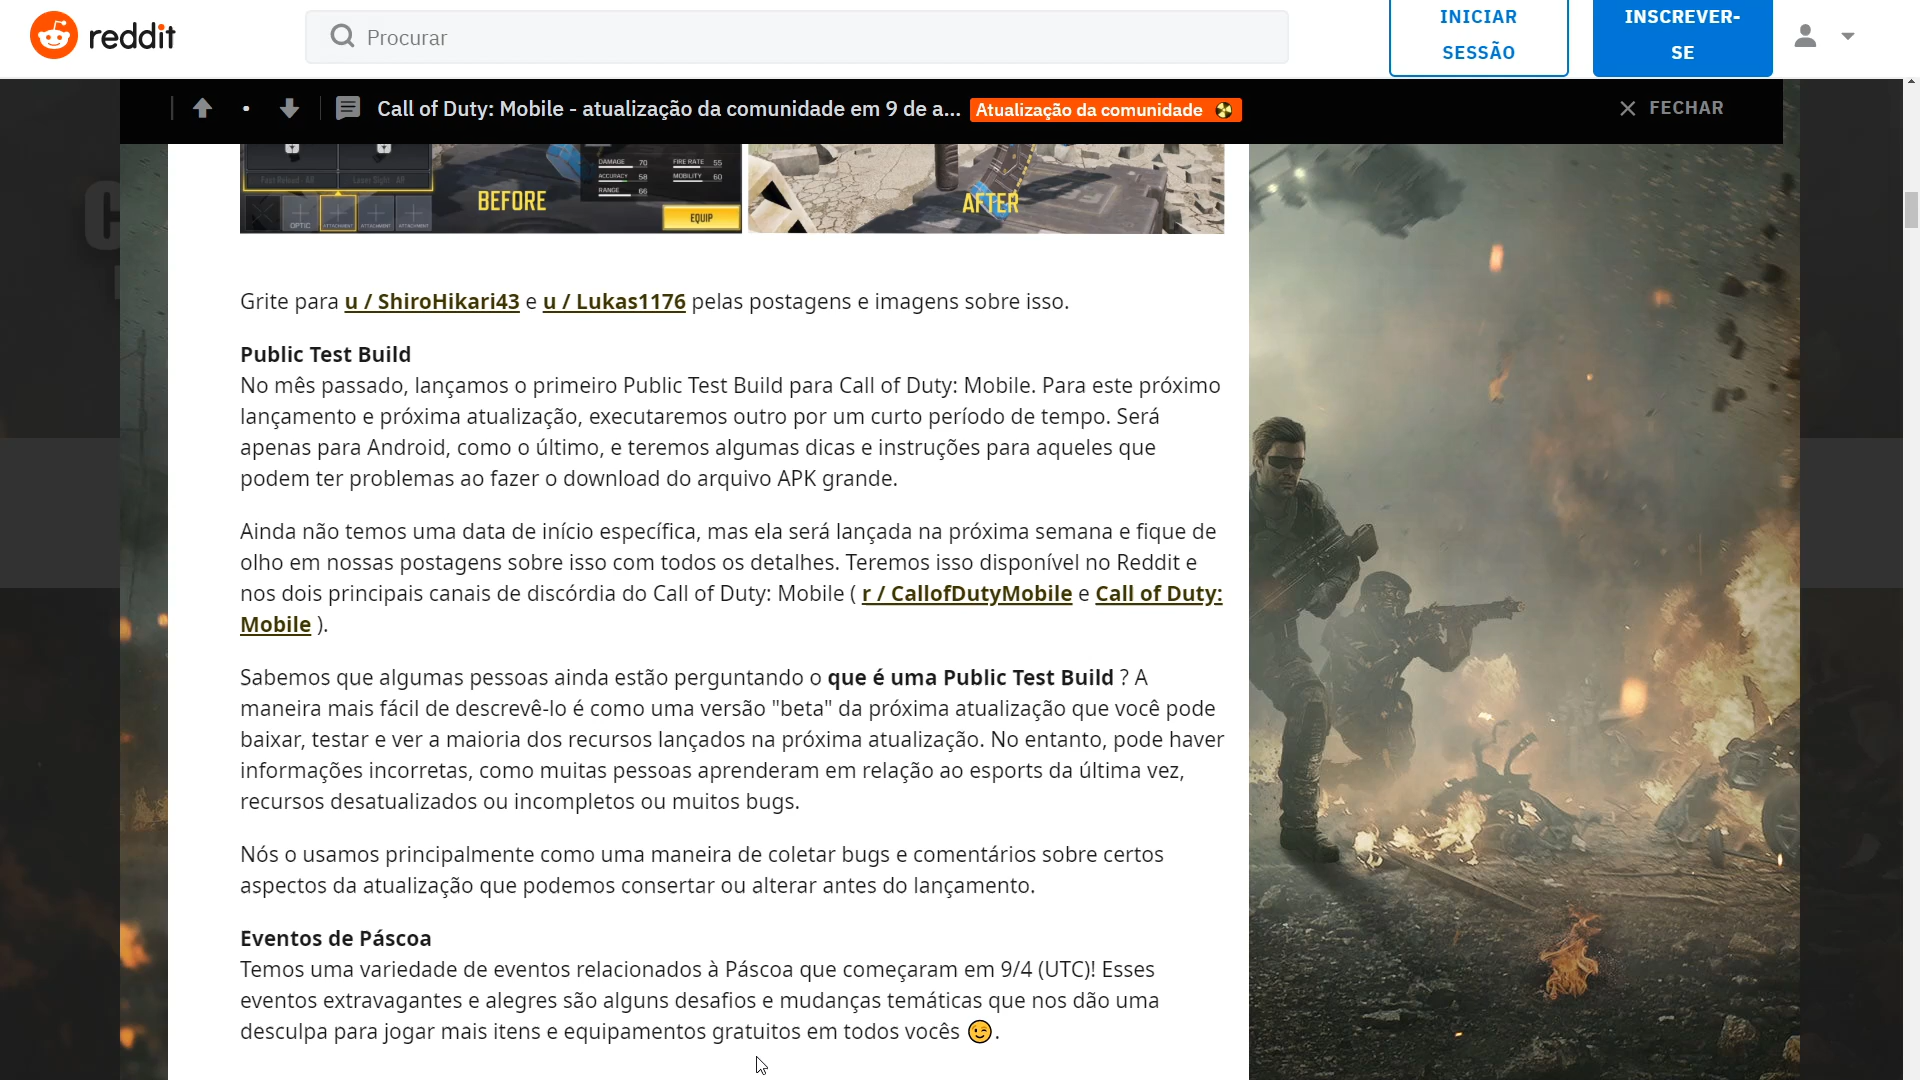 reddit
Procurar
INICIAR
SESSÃO
INSCREVER-
SE
Call of Duty: Mobile - atualização da comunidade em 9 de a... Atualização da comunidade
FECHAR
DAMAGE 70 FIRE RATE 55
ACCURACY 58 MOBILITY 60
RANGE 66
BEFORE
EQUIP
OPTIC
AFTER
Grite para u / ShiroHikari43 e u / Lukas1176 pelas postagens e imagens sobre isso.
Public Test Build
No mês passado, lançamos o primeiro Public Test Build para Call of Duty: Mobile. Para este próximo
lançamento e próxima atualização, executaremos outro por um curto período de tempo. Será
apenas para Android, como o último, e teremos algumas dicas e instruções para aqueles que
podem ter problemas ao fazer o download do arquivo APK grande.
Ainda não temos uma data de início específica, mas ela será lançada na próxima semana e fique de
olho em nossas postagens sobre isso com todos os detalhes. Teremos isso disponível no Reddit e
nos dois principais canais de discórdia do Call of Duty: Mobile ( r / CallofDutyMobile e Call of Duty:
Mobile ).
Sabemos que algumas pessoas ainda estão perguntando o que é uma Public Test Build ? A
maneira mais fácil de descrevê-lo é como uma versão "beta" da próxima atualização que você pode
baixar, testar e ver a maioria dos recursos lançados na próxima atualização. No entanto, pode haver
informações incorretas, como muitas pessoas aprenderam em relação ao esports da última vez,
recursos desatualizados ou incompletos ou muitos bugs.
Nós o usamos principalmente como uma maneira de coletar bugs e comentários sobre certos
aspectos da atualização que podemos consertar ou alterar antes do lançamento.
Eventos de Páscoa
Temos uma variedade de eventos relacionados à Páscoa que começaram em 9/4 (UTC)! Esses
eventos extravagantes e alegres são alguns desafios e mudanças temáticas que nos dão uma
desculpa para jogar mais itens e equipamentos gratuitos em todos vocês 😉.